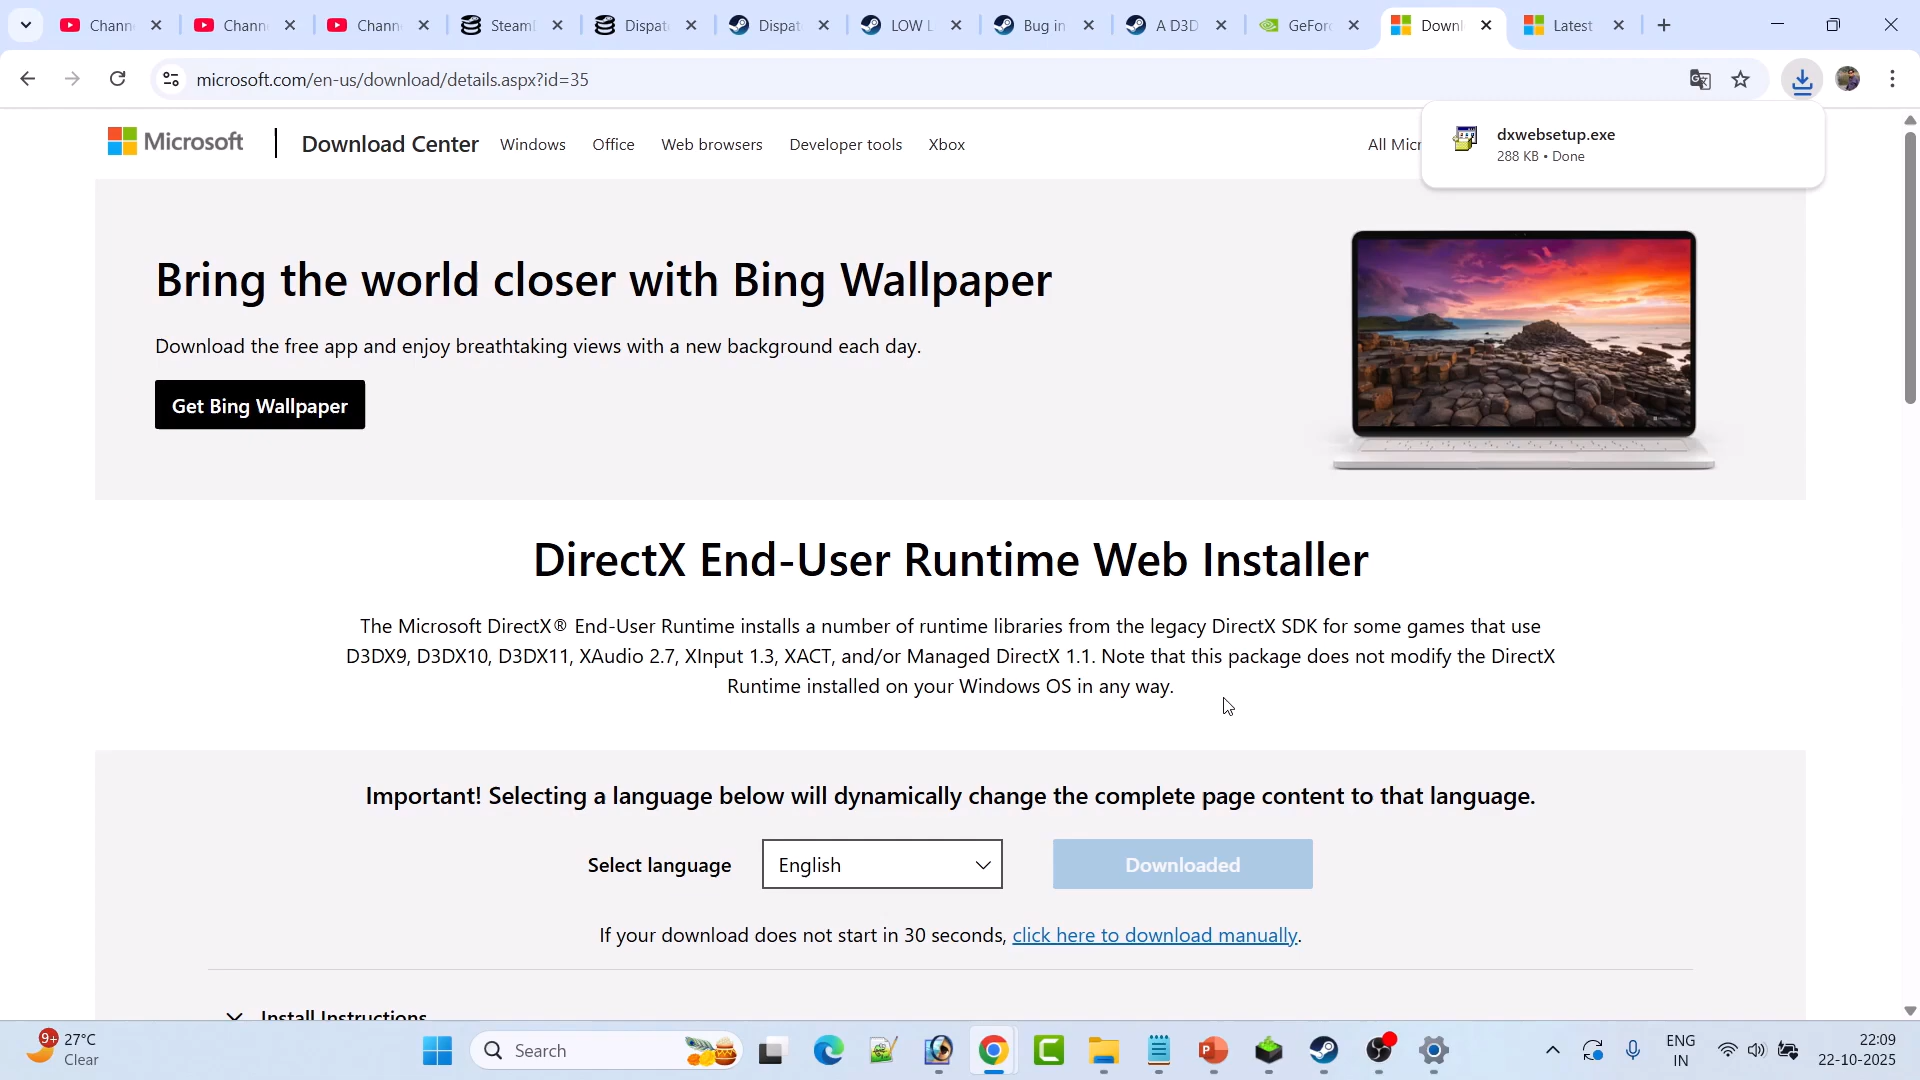 Chann
Chann
Chann
Steaml
Dispat
Dispat
LOW L
Bug in
A D3D
GeForc
Downl
Latest
microsoft.com/en-us/download/details.aspx?id=35
dxwebsetup.exe
288 KB • Done
Microsoft
Download Center
Windows
Office
Web browsers
Developer tools
Xbox
All Micr
Bring the world closer with Bing Wallpaper
Download the free app and enjoy breathtaking views with a new background each day.
Get Bing Wallpaper
DirectX End-User Runtime Web Installer
The Microsoft DirectX® End-User Runtime installs a number of runtime libraries from the legacy DirectX SDK for some games that use
D3DX9, D3DX10, D3DX11, XAudio 2.7, XInput 1.3, XACT, and/or Managed DirectX 1.1. Note that this package does not modify the DirectX
Runtime installed on your Windows OS in any way.
Important! Selecting a language below will dynamically change the complete page content to that language.
Select language
English
Downloaded
If your download does not start in 30 seconds, click here to download manually.
Install Instructions
9+
27°C
Clear
Search
ENG
IN
22:09
22-10-2025